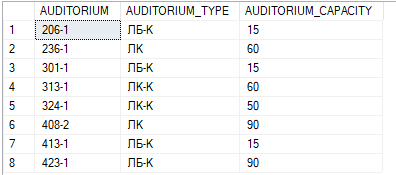 AUDITORIUM AUDITORIUM_TYPE AUDITORIUM_CAPACITY
1 206-1 ЛБ-К 15
2 236-1 ЛК 60
3 301-1 ЛБ-К 15
4 313-1 ЛК-К 60
5 324-1 ЛК-К 50
6 408-2 ЛК 90
7 413-1 ЛБ-К 15
8 423-1 ЛБ-К 90